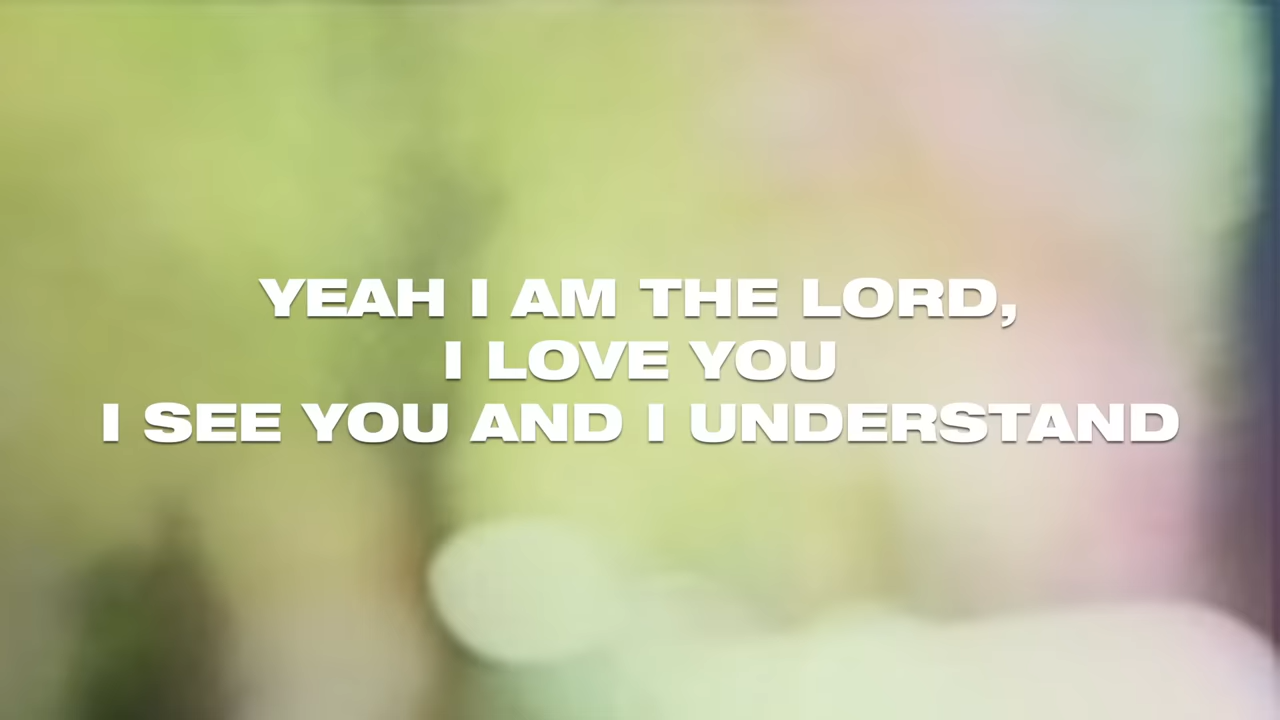 YEAH I AM THE LORD,
I LOVE YOU
I SEE YOU AND I UNDERSTAND